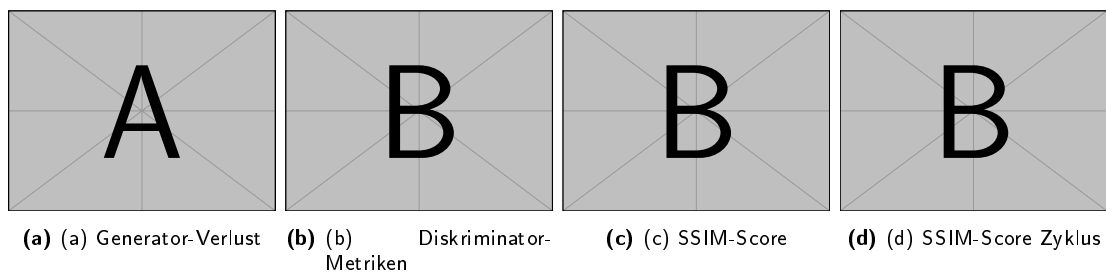 A B B B
(a) (a) Generator-Verlust
(b) (b) Diskriminator-
Metriken
(c) (c) SSIM-Score
(d) (d) SSIM-Score Zyklus